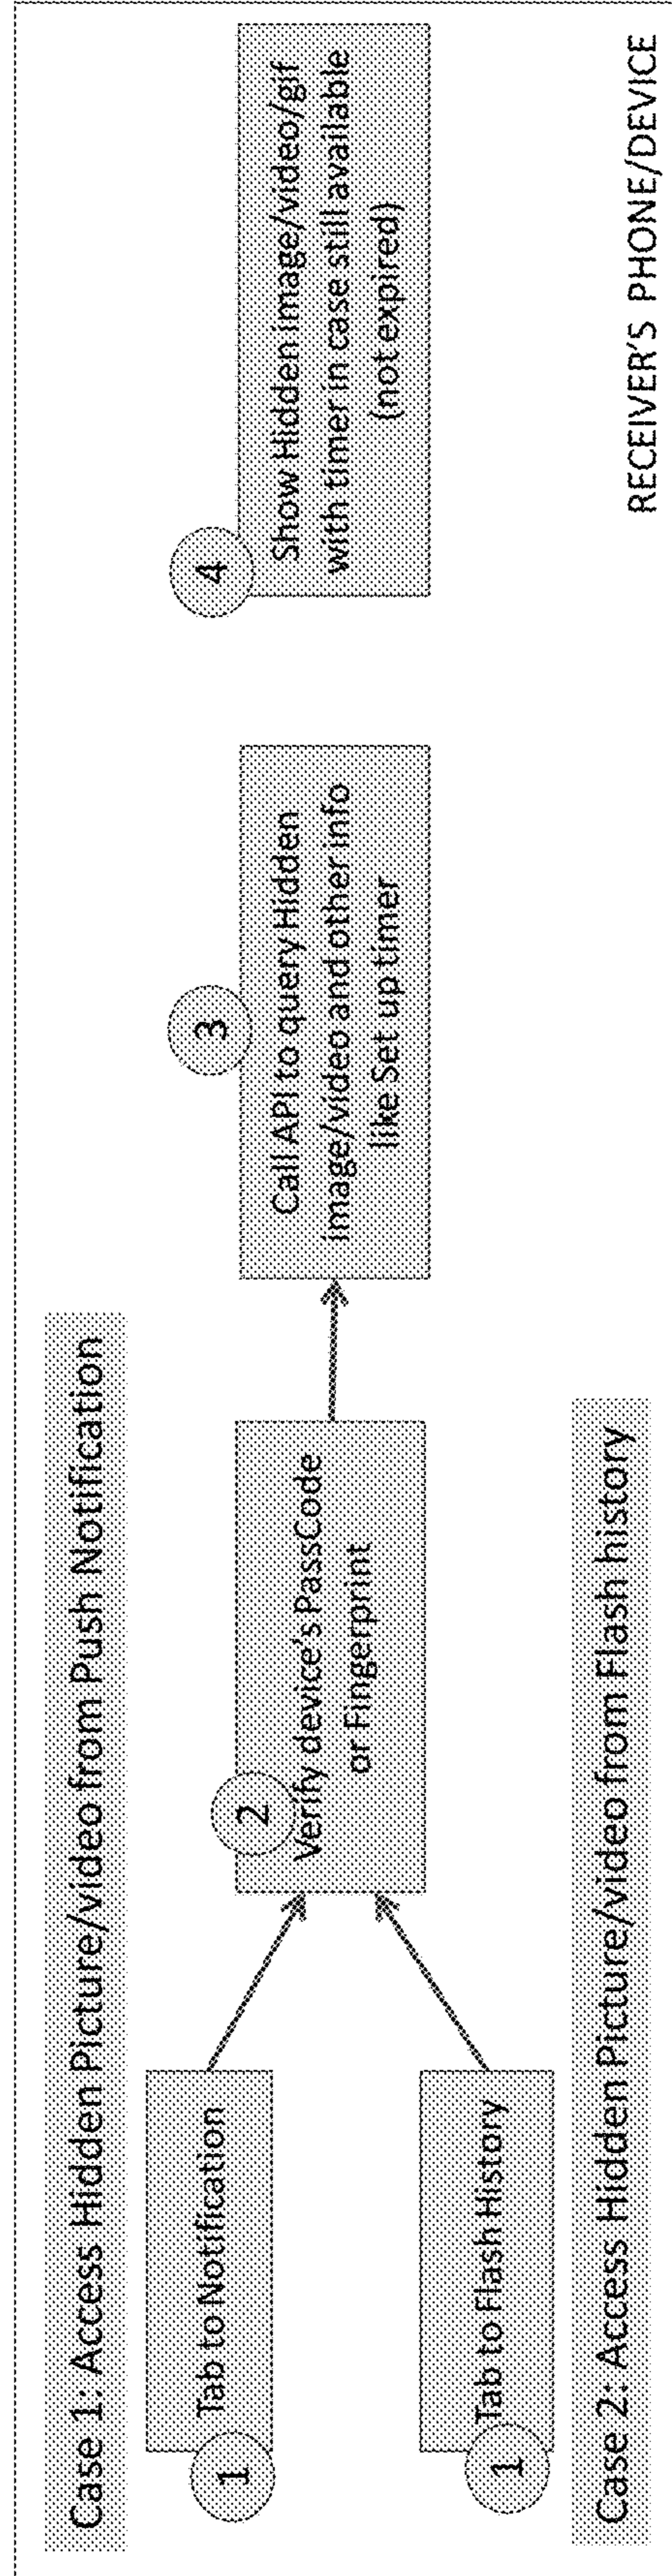 Case 1: Access Hidden Picture/video from Push Notification
1
Tab to Notification
1
Tab to Flash History
2
Verify device's PassCode
or Fingerprint
3
Call API to query Hidden
image/video and other info
like Set up timer
4
Show Hidden image/video/gif
with timer in case still available
(not expired)
Case 2: Access Hidden Picture/video from Flash history
RECEIVER'S PHONE/DEVICE